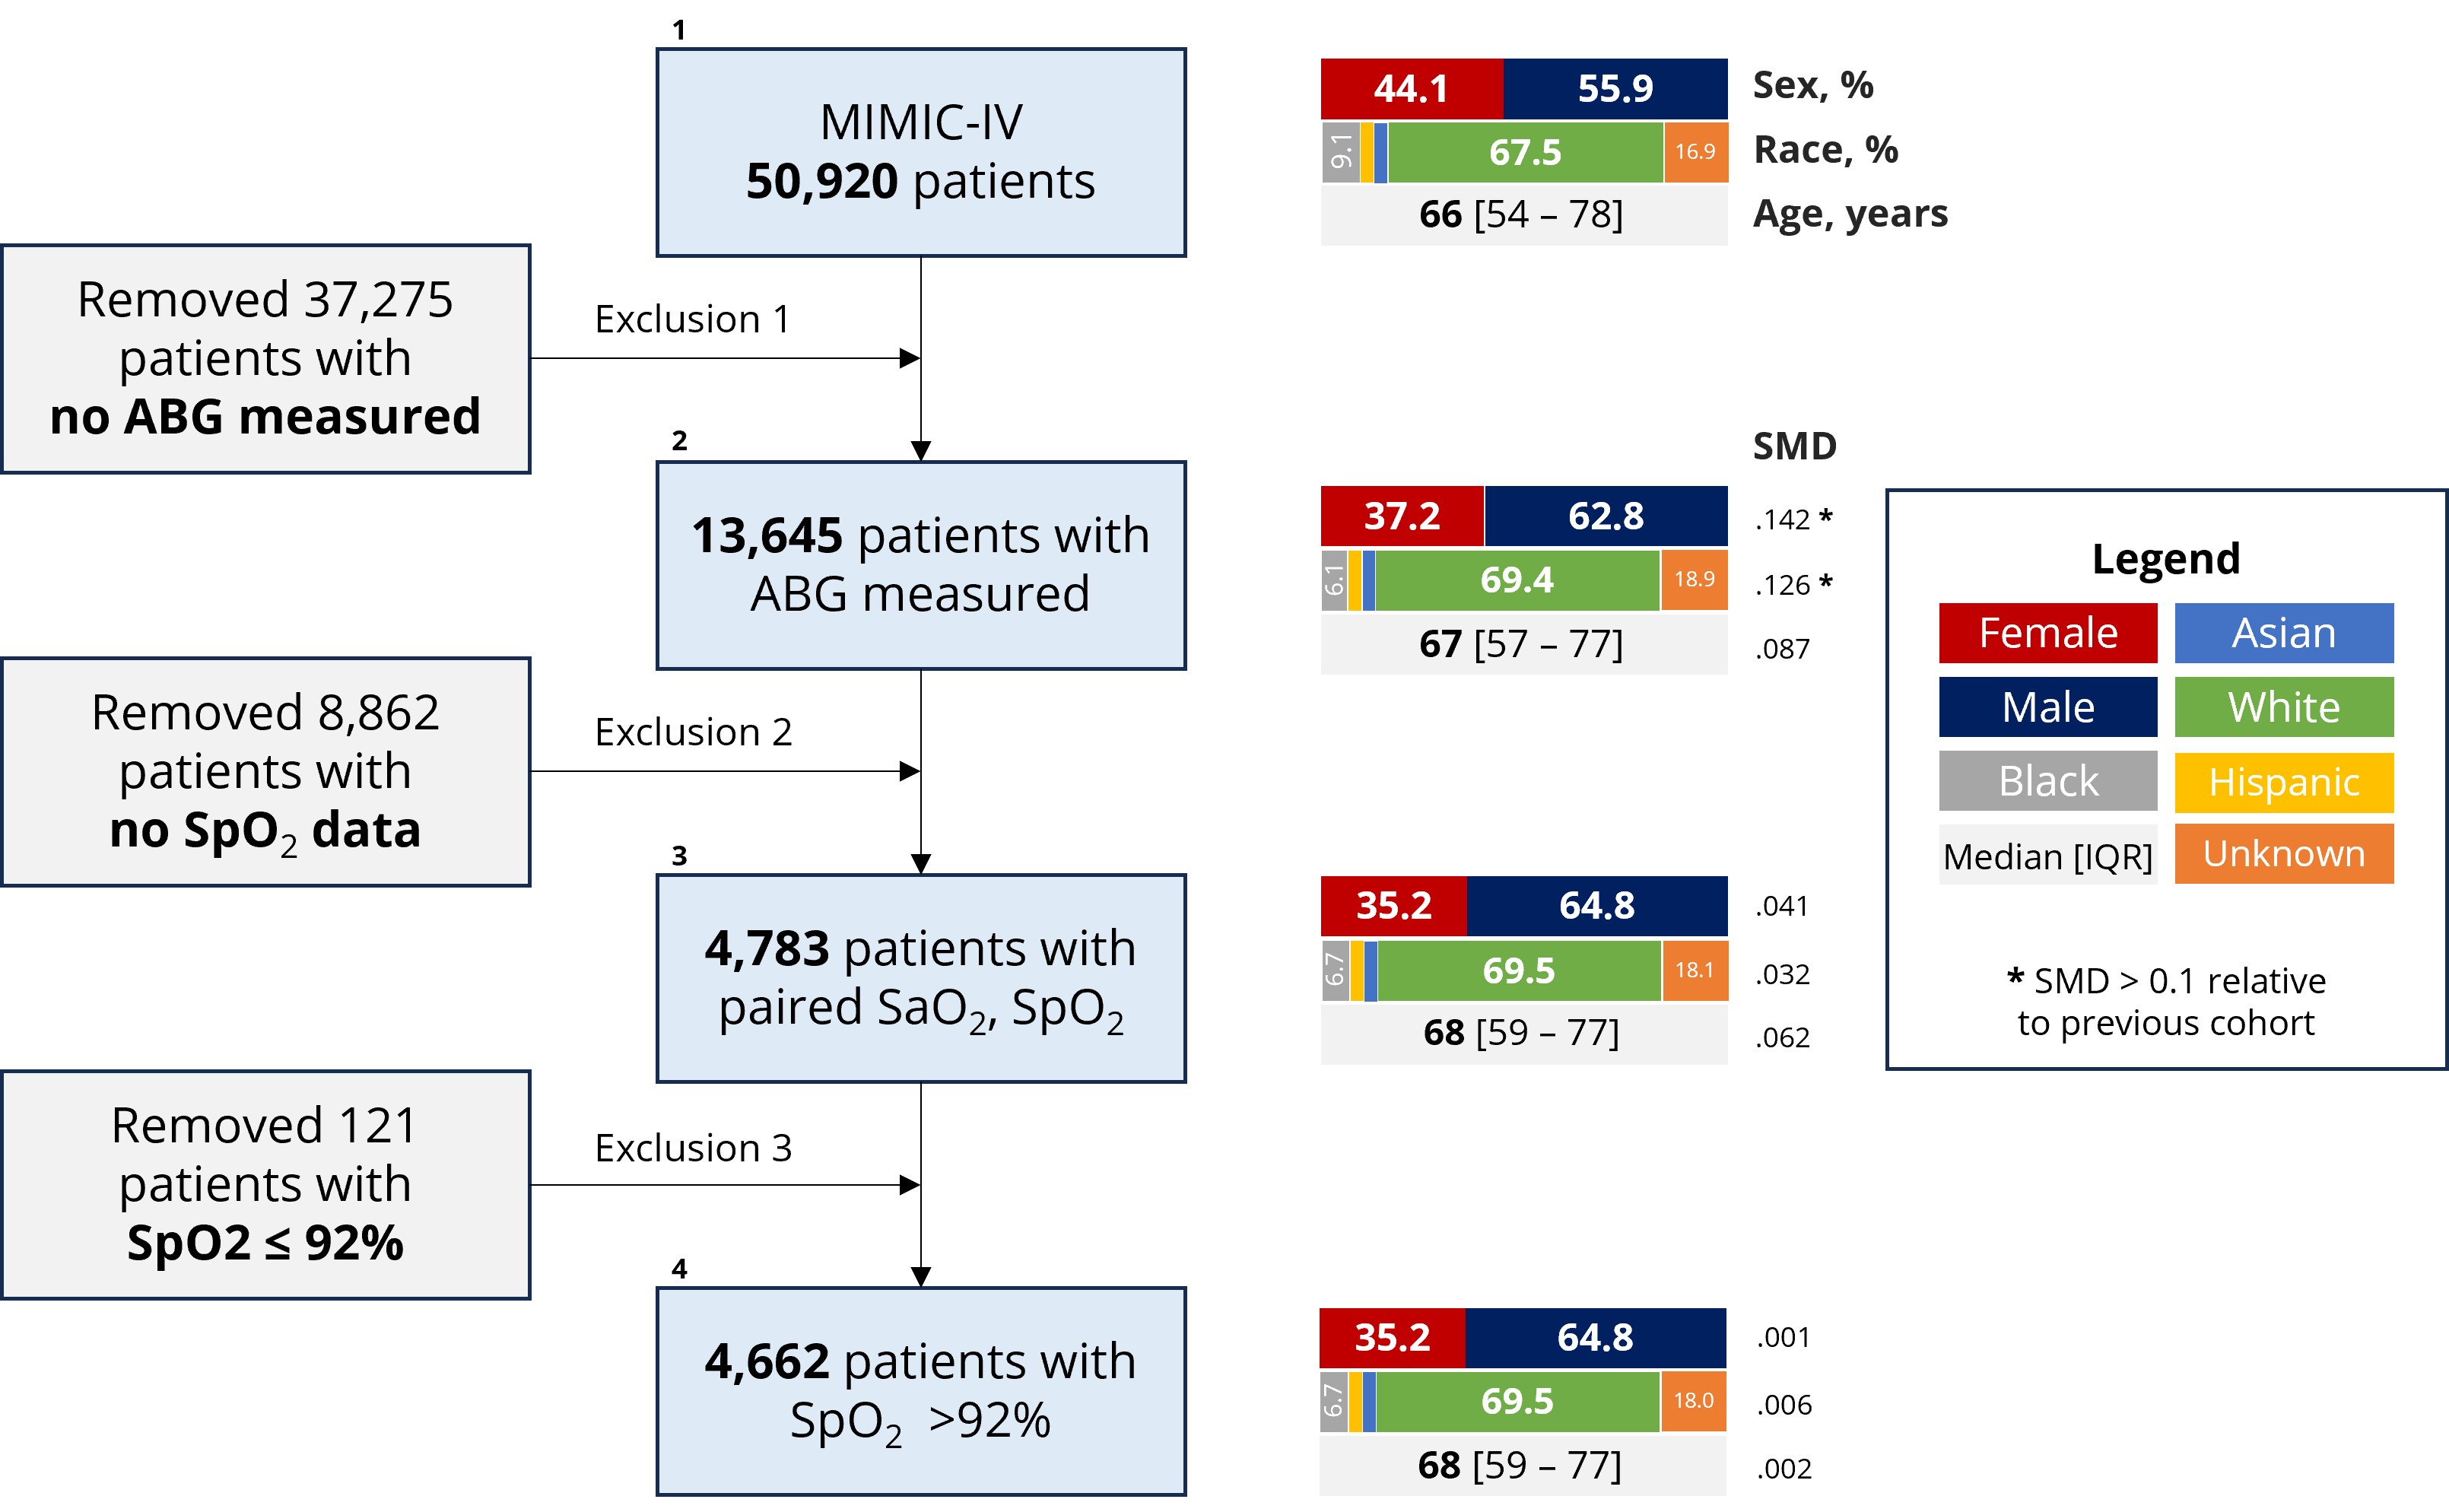 1
MIMIC-IV
50,920 patients
44.1 55.9 Sex, %
9.1 67.5 16.9 Race, %
66 [54 – 78] Age, years
Removed 37,275
patients with
no ABG measured
Exclusion 1
2
13,645 patients with
ABG measured
SMD
37.2 62.8 .142 *
6.1 69.4 18.9 .126 *
67 [57 – 77] .087
Removed 8,862
patients with
no SpO₂ data
Exclusion 2
3
4,783 patients with
paired SaO₂, SpO₂
35.2 64.8 .041
6.7 69.5 18.1 .032
68 [59 – 77] .062
Removed 121
patients with
SpO2 ≤ 92%
Exclusion 3
4
4,662 patients with
SpO₂ >92%
35.2 64.8 .001
6.7 69.5 18.0 .006
68 [59 – 77] .002
Legend
Female Asian
Male White
Black Hispanic
Median [IQR] Unknown
* SMD > 0.1 relative
to previous cohort